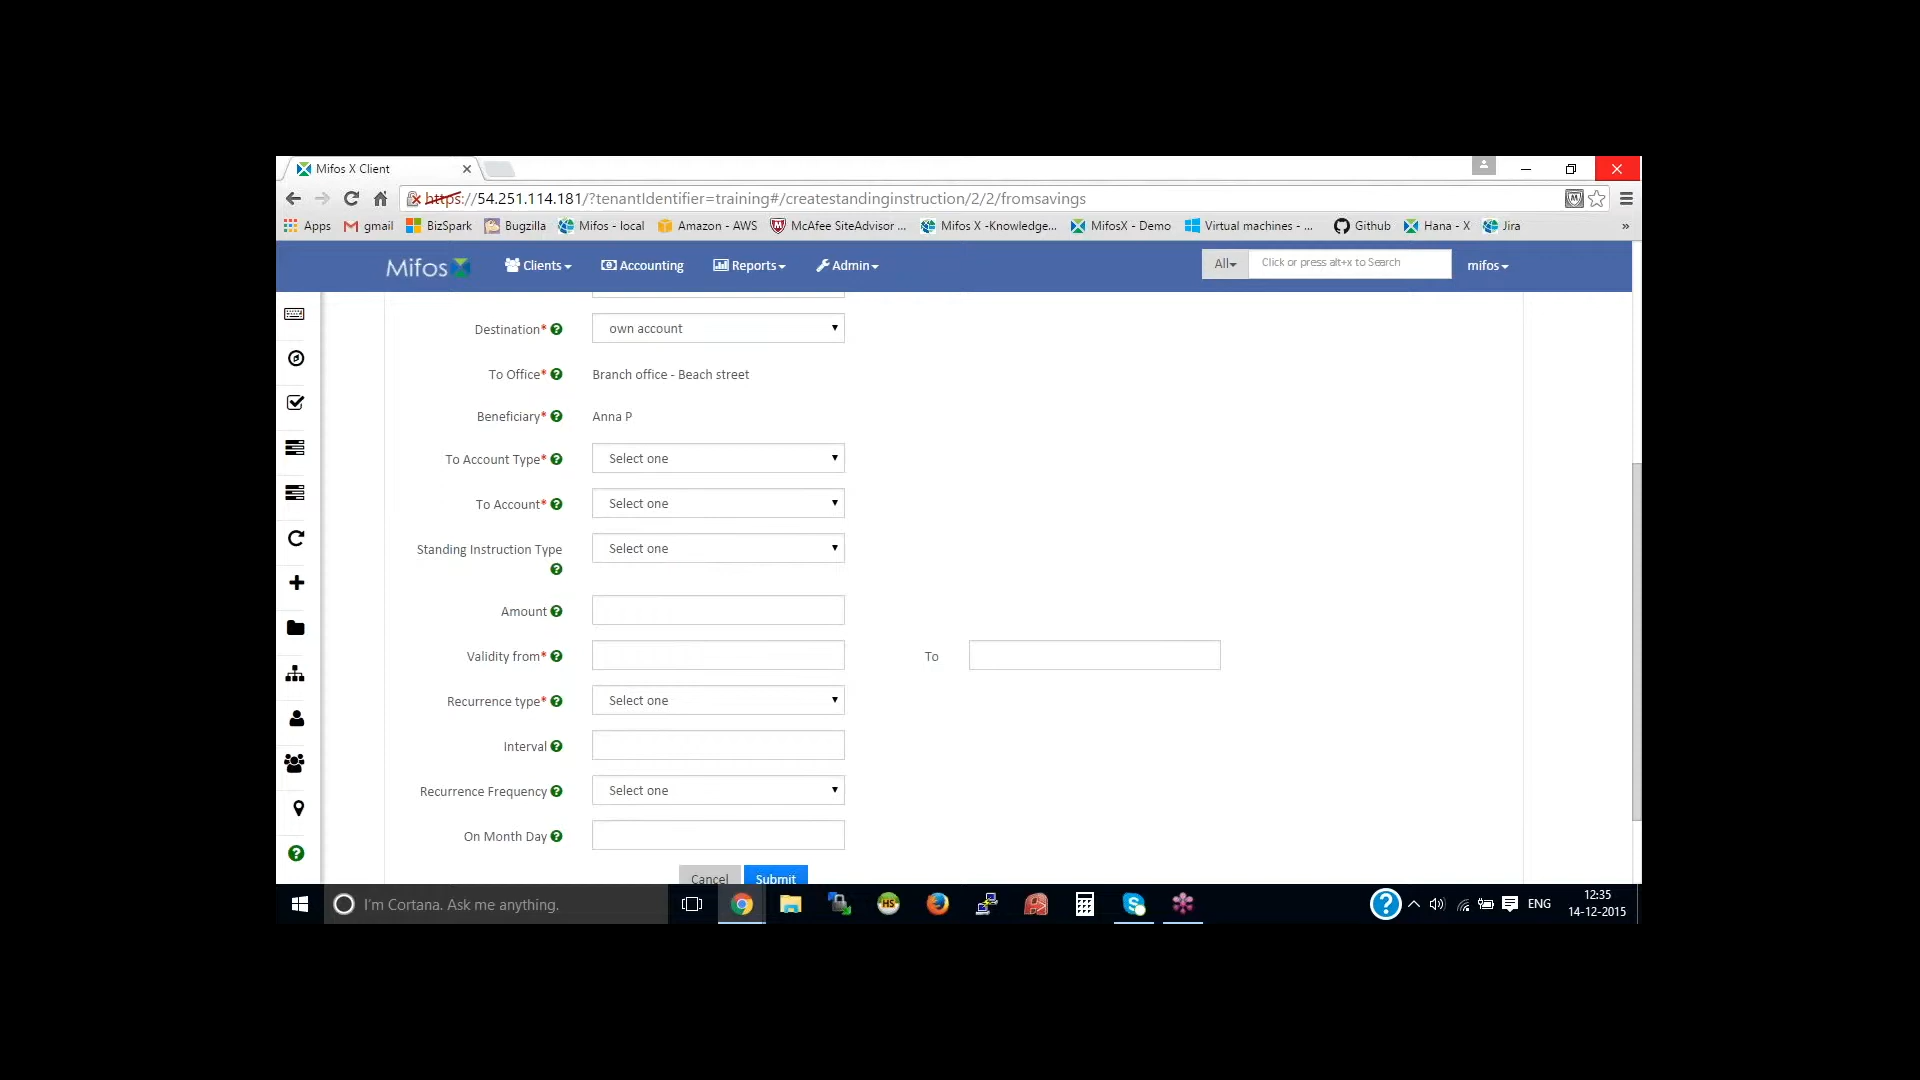 Mifos X Client
https://54.251.114.181/?tenantIdentifier=training#/createstandinginstruction/2/2/fromsavings
Apps gmail BizSpark Bugzilla Mifos - local Amazon - AWS McAfee SiteAdvisor ... Mifos X -Knowledge... MifosX - Demo Virtual machines - ... Github Hana - X Jira »
Mifos Clients Accounting Reports Admin All Click or press alt+x to Search mifos
Destination* own account
To Office* Branch office - Beach street
Beneficiary* Anna P
To Account Type* Select one
To Account* Select one
Standing Instruction Type Select one
Amount
Validity from* To
Recurrence type* Select one
Interval
Recurrence Frequency Select one
On Month Day
Cancel Submit
I'm Cortana. Ask me anything. HS ENG 12:35
14-12-2015